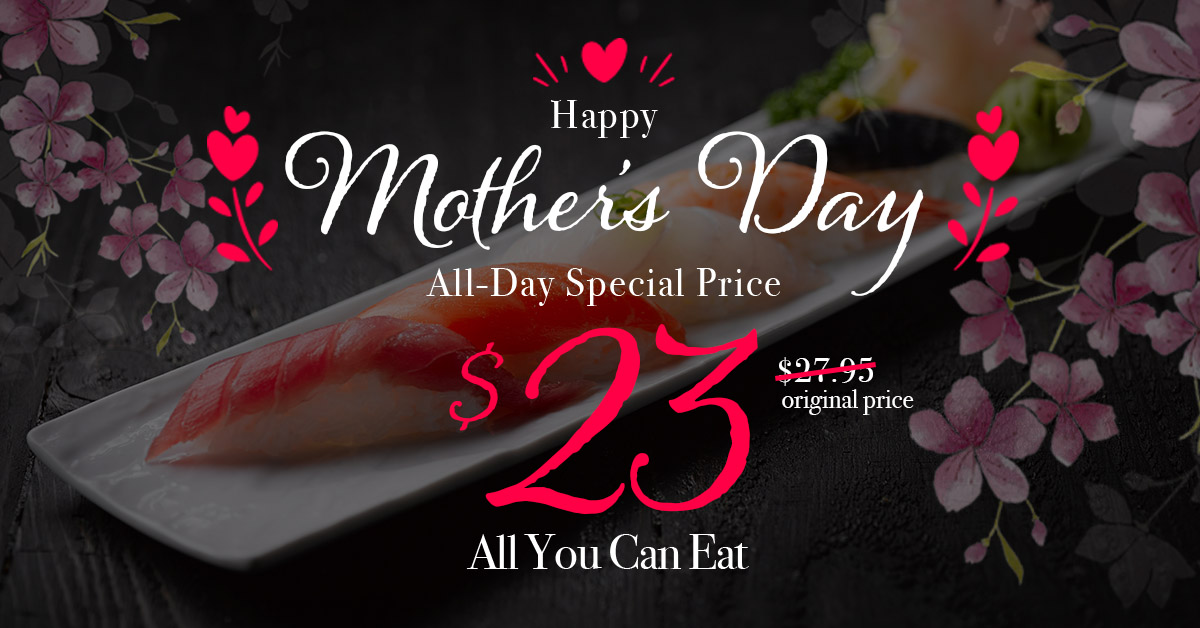 Happy
Mother's Day
All-Day Special Price
$23
$27.95
original price
All You Can Eat